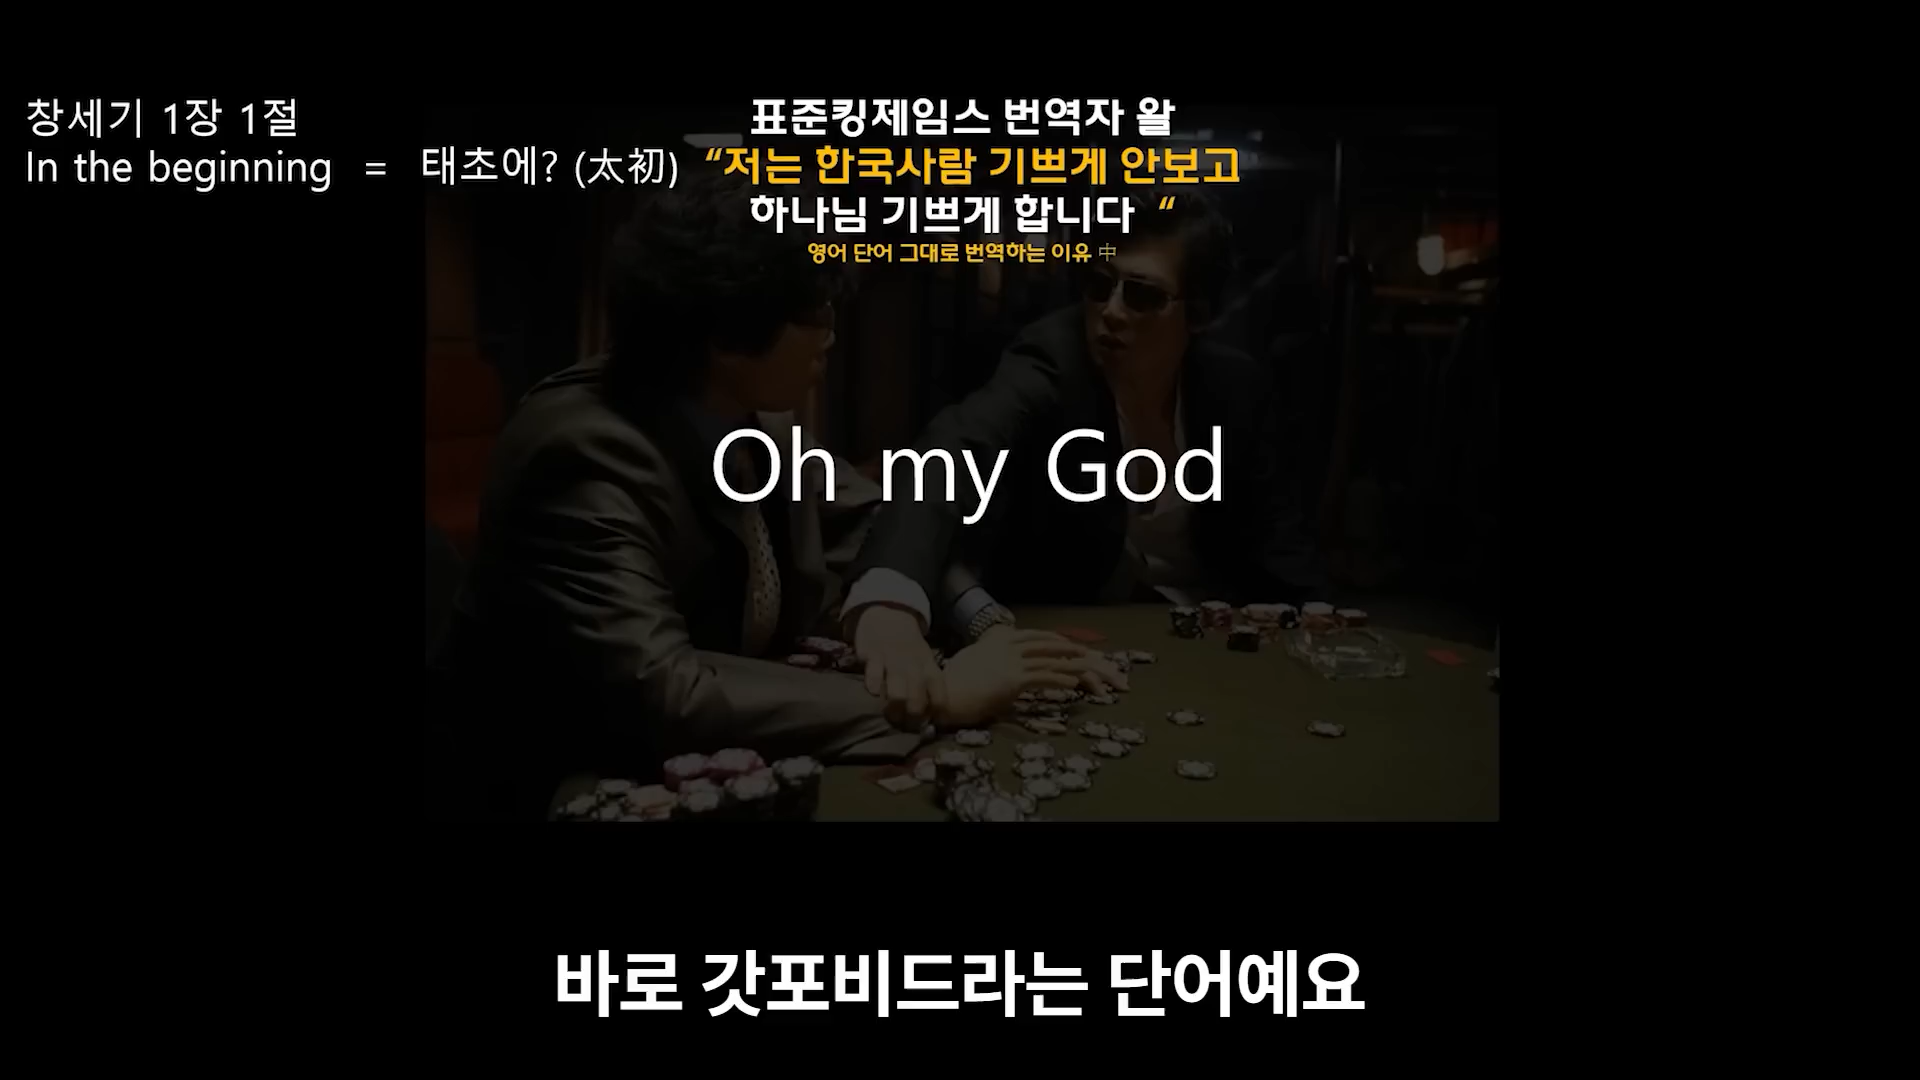 창세기 1장 1절
In the beginning = 태초에? (太初)
표준킹제임스 번역자 왈
“저는 한국사람 기쁘게 안보고
하나님 기쁘게 합니다 “
영어 단어 그대로 번역하는 이유 中
Oh my God
바로 갓포비드라는 단어예요